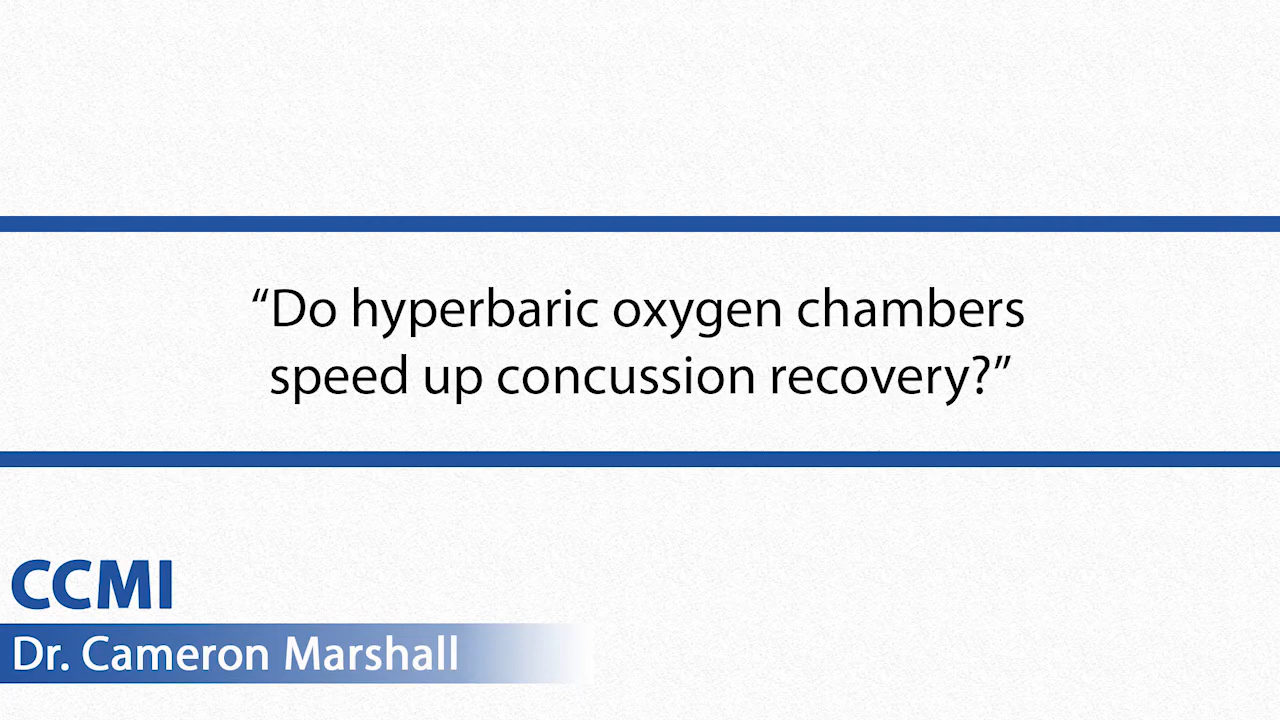 “Do hyperbaric oxygen chambers
speed up concussion recovery?”
CCMI
Dr. Cameron Marshall